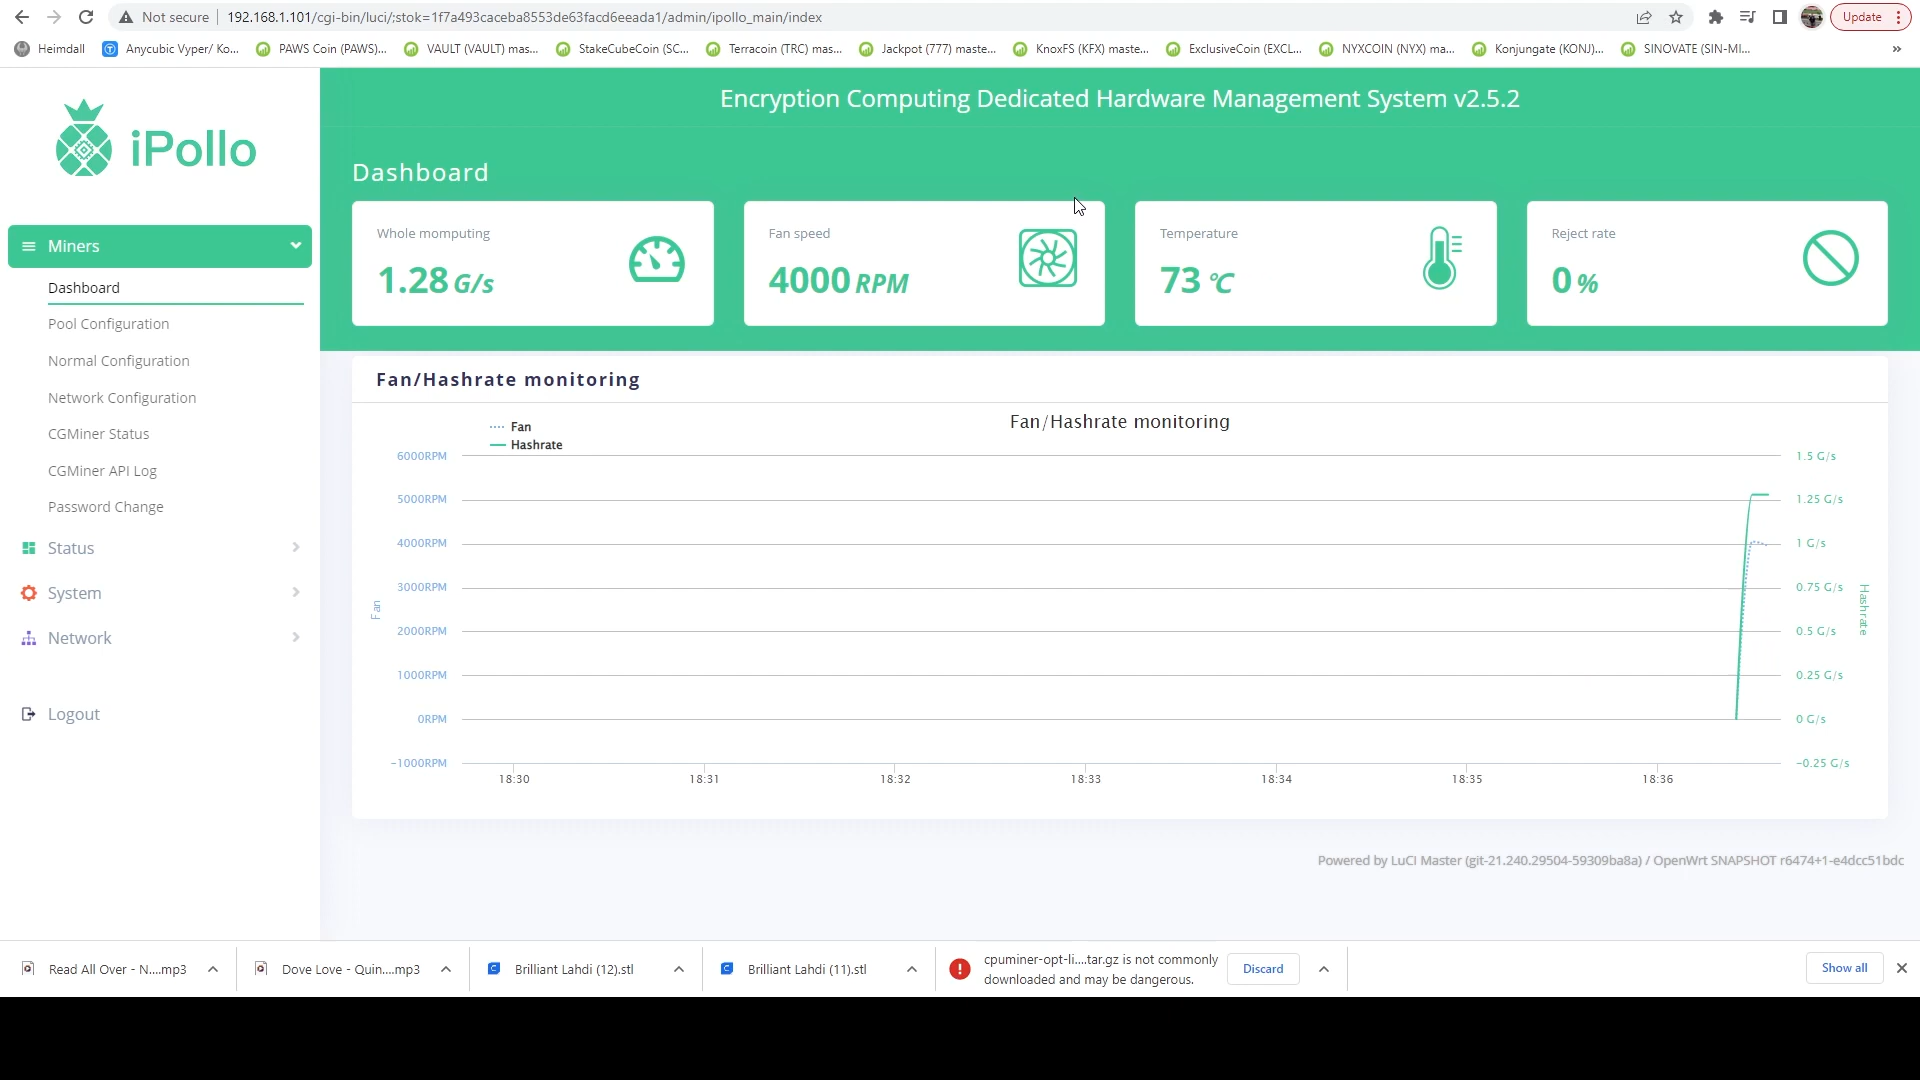 Not secure
192.168.1.101/cgi-bin/luci/;stok=1f7a493caceba8553de63facd6eeada1/admin/ipollo_main/index
Update
Heimdall
Anycubic Vyper/ Ko...
PAWS Coin (PAWS)...
VAULT (VAULT) mas...
StakeCubeCoin (SC...
Terracoin (TRC) mas...
Jackpot (777) maste...
KnoxFS (KFX) maste...
ExclusiveCoin (EXCL...
NYXCOIN (NYX) ma...
Konjungate (KONJ)...
SINOVATE (SIN-MI...
»
iPollo
Encryption Computing Dedicated Hardware Management System v2.5.2
Miners
Dashboard
Pool Configuration
Normal Configuration
Network Configuration
CGMiner Status
CGMiner API Log
Password Change
Status
System
Network
Logout
Dashboard
Whole momputing
1.28 G/s
Fan speed
4000 RPM
Temperature
73 ℃
Reject rate
0 %
Fan/Hashrate monitoring
Fan/Hashrate monitoring
Fan
Hashrate
6000RPM
5000RPM
4000RPM
3000RPM
2000RPM
1000RPM
0RPM
-1000RPM
Fan
1.5 G/s
1.25 G/s
1 G/s
0.75 G/s
0.5 G/s
0.25 G/s
0 G/s
-0.25 G/s
Hashrate
18:30
18:31
18:32
18:33
18:34
18:35
18:36
Powered by LuCI Master (git-21.240.29504-59309ba8a) / OpenWrt SNAPSHOT r6474+1-e4dcc51bdc
Read All Over - N....mp3
Dove Love - Quin....mp3
Brilliant Lahdi (12).stl
Brilliant Lahdi (11).stl
cpuminer-opt-li....tar.gz is not commonly
downloaded and may be dangerous.
Discard
Show all